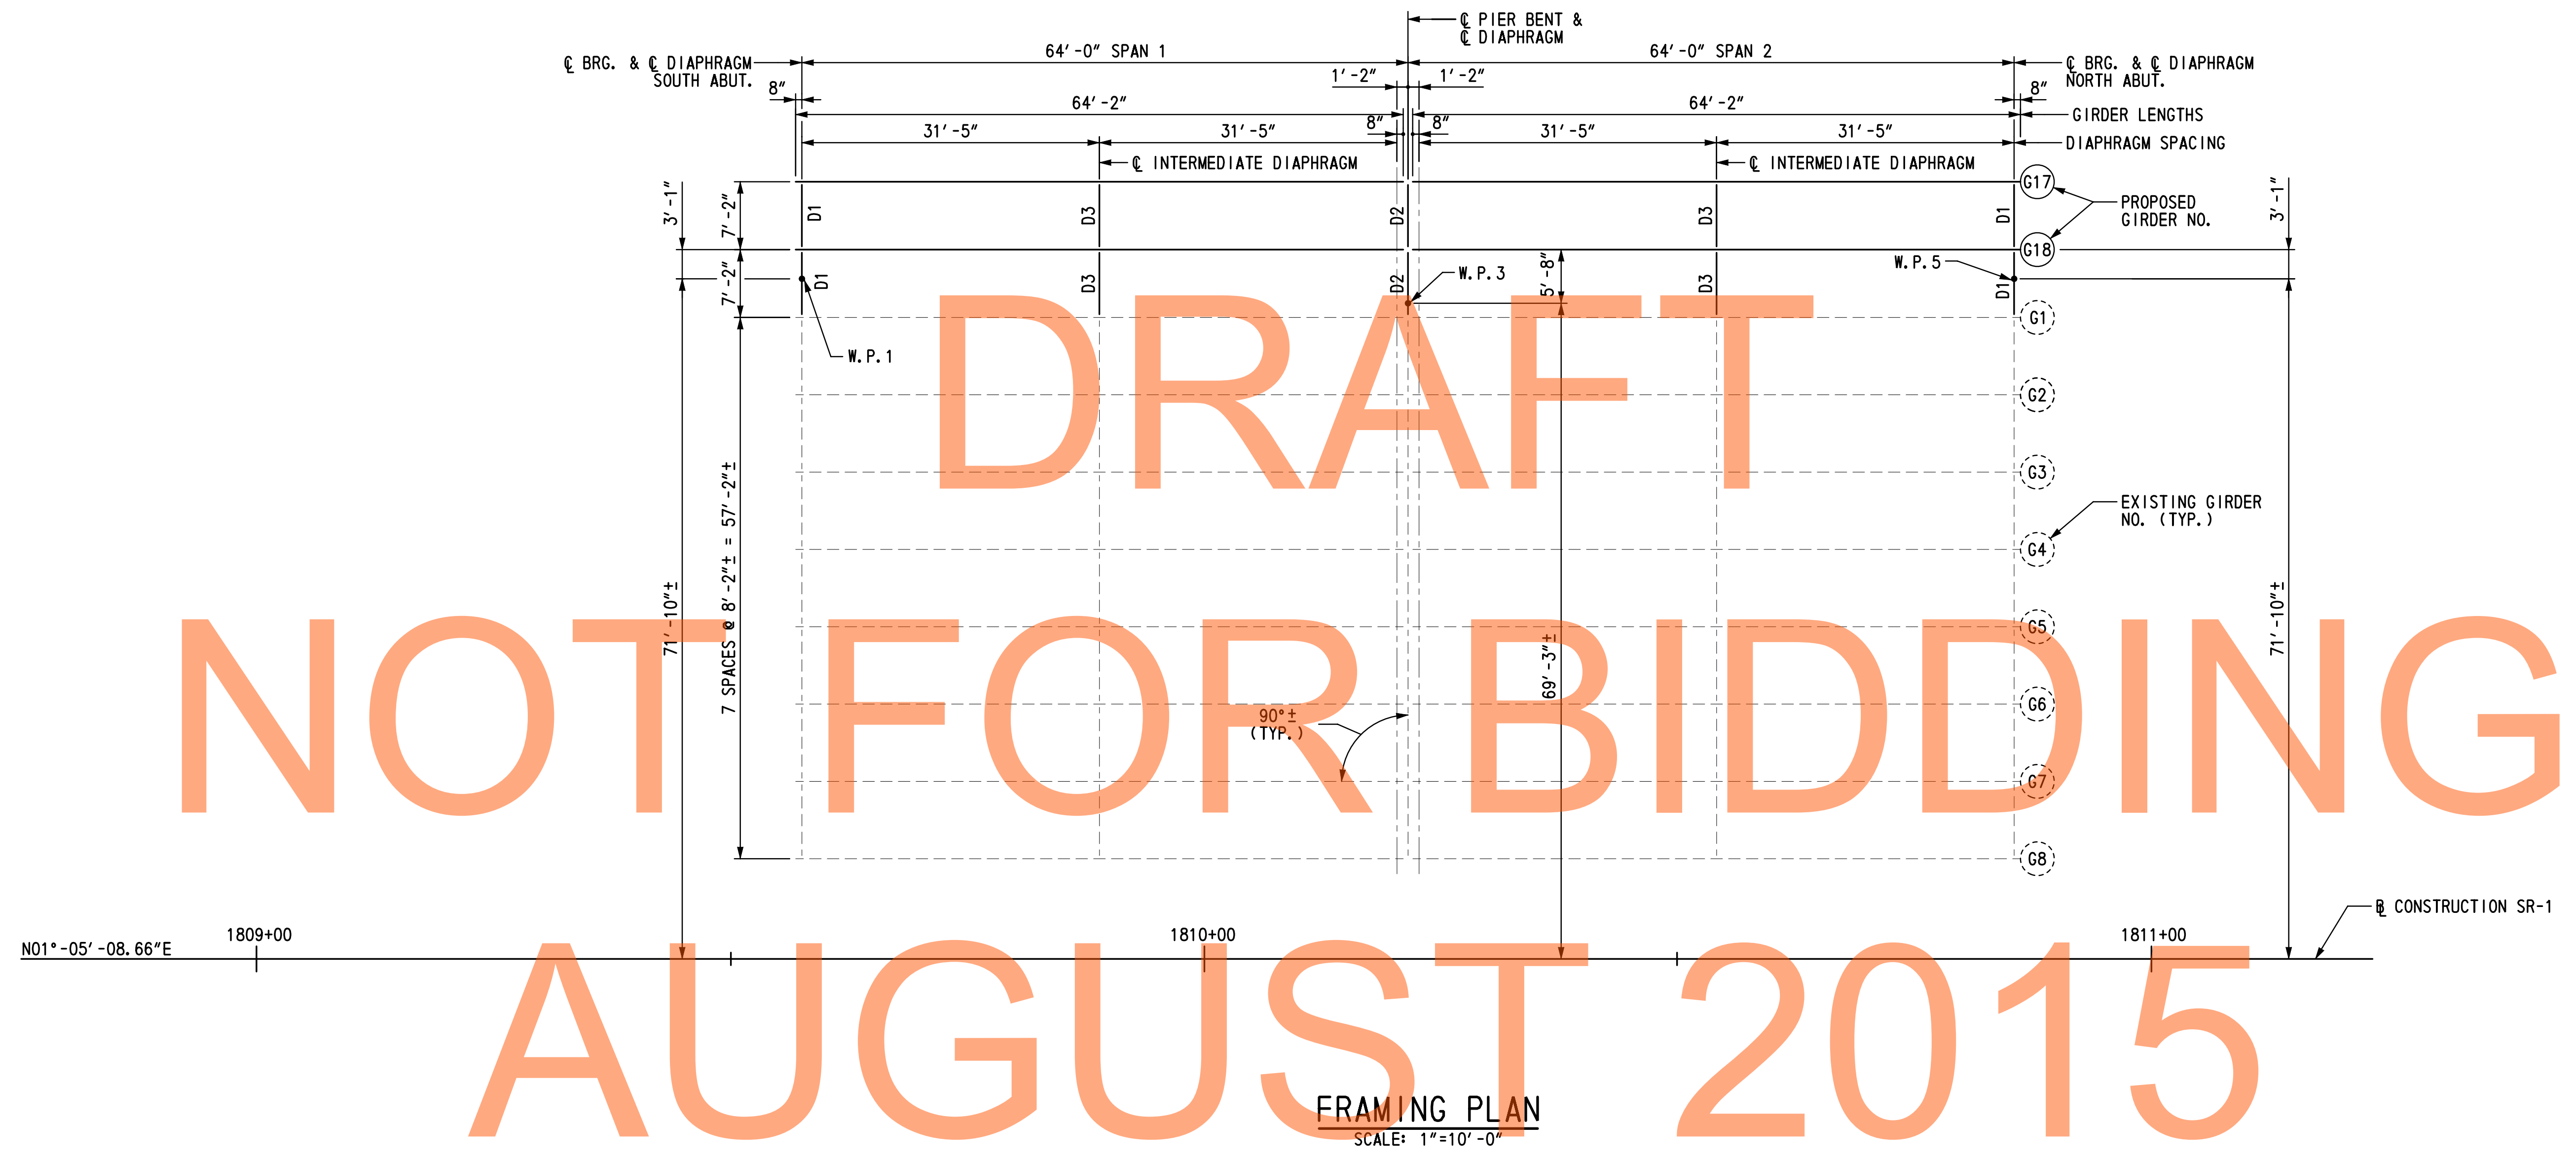 ℄ PIER BENT &
℄ DIAPHRAGM
64'-0" SPAN 1
64'-0" SPAN 2
℄ BRG. & ℄ DIAPHRAGM
SOUTH ABUT.
℄ BRG. & ℄ DIAPHRAGM
NORTH ABUT.
1'-2"
1'-2"
8"
8"
64'-2"
64'-2"
GIRDER LENGTHS
31'-5"
31'-5"
8"
8"
31'-5"
31'-5"
DIAPHRAGM SPACING
℄ INTERMEDIATE DIAPHRAGM
℄ INTERMEDIATE DIAPHRAGM
G17
3'-1"
7'-2"
D1
D3
D2
D3
D1
PROPOSED
GIRDER NO.
3'-1"
G18
7'-2"
D1
D3
D2
W.P.3
5'-8"
D3
W.P.5
D1
G1
W.P.1
DRAFT
G2
G3
EXISTING GIRDER
NO. (TYP.)
G4
71'-10"±
7 SPACES @ 8'-2"± = 57'-2"±
69'-3"±
71'-10"±
G5
NOT FOR BIDDING
G6
90°±
(TYP.)
G7
G8
B̵L CONSTRUCTION SR-1
N01°-05'-08.66"E
1809+00
1810+00
1811+00
AUGUST 2015
FRAMING PLAN
SCALE: 1"=10'-0"